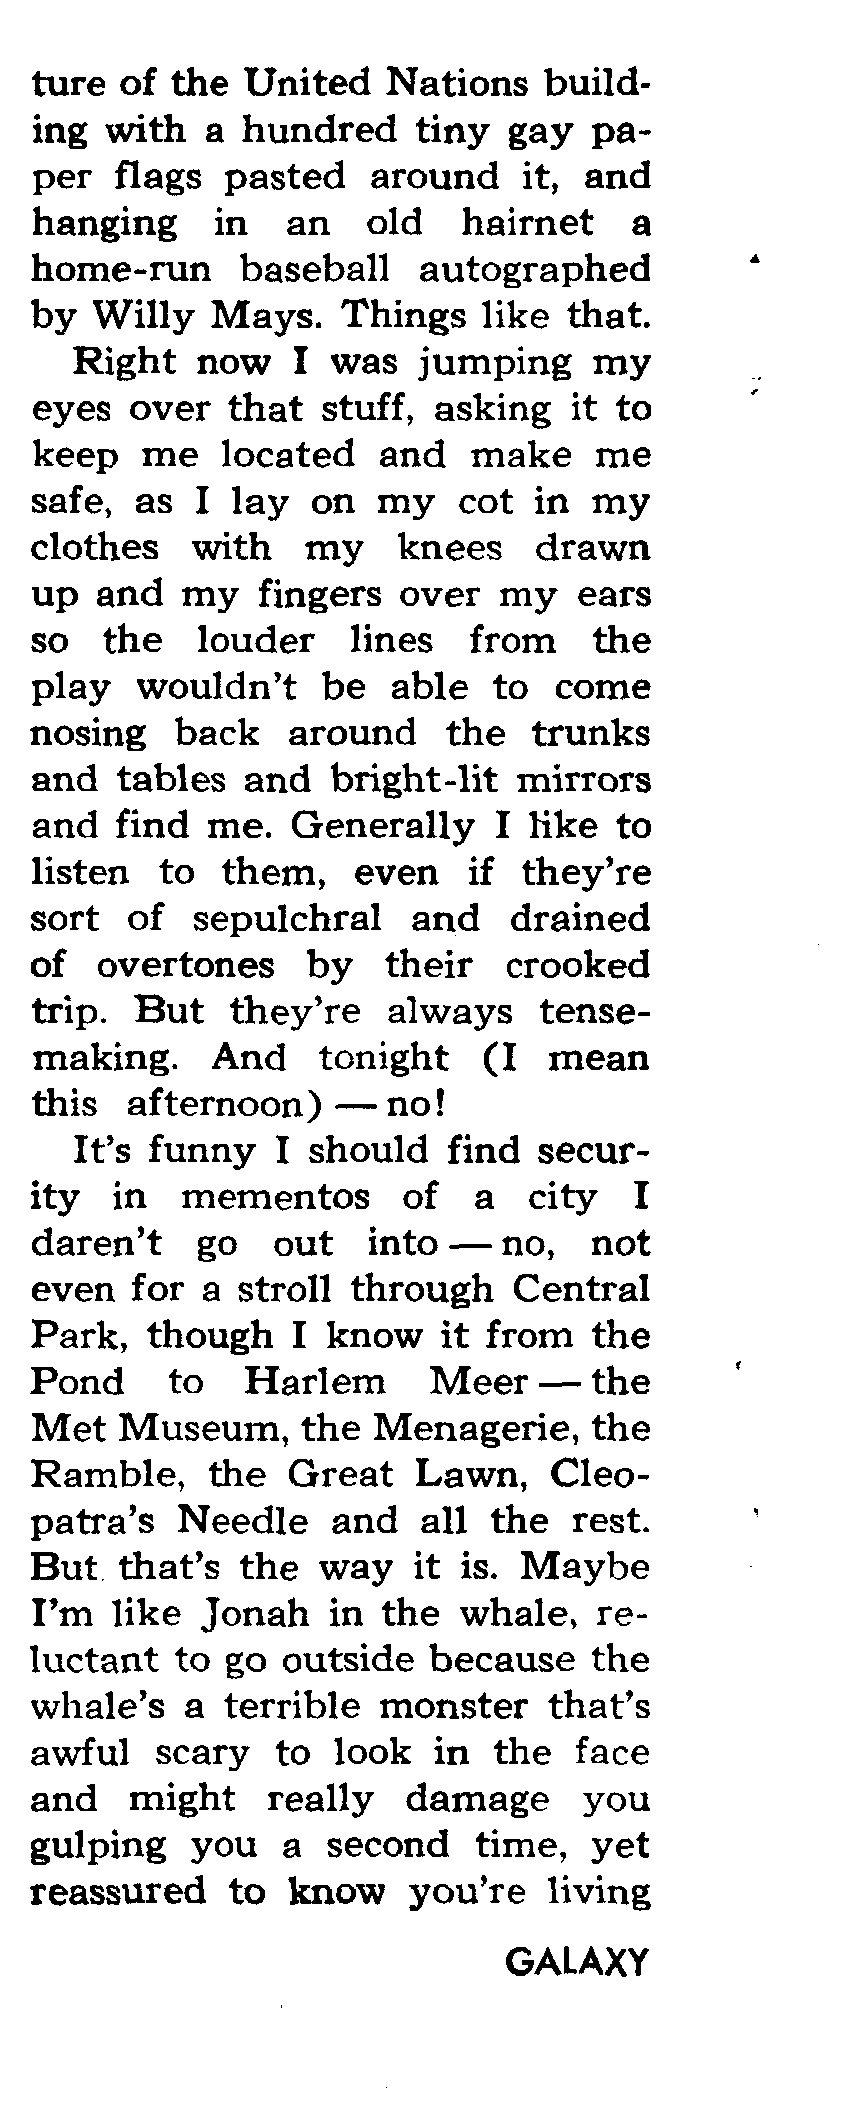 ture of the United Nations build-
ing with a hundred tiny gay pa-
per flags pasted around it, and
hanging in an old hairnet a
home-run baseball autographed
by Willy Mays. Things like that.
Right now I was jumping my
eyes over that stuff, asking it to
keep me located and make me
safe, as I lay on my cot in my
clothes with my knees drawn
up and my fingers over my ears
so the louder lines from the
play wouldn't be able to come
nosing back around the trunks
and tables and bright-lit mirrors
and find me. Generally I like to
listen to them, even if they're
sort of sepulchral and drained
of overtones by their crooked
trip. But they're always tense-
making. And tonight (I mean
this afternoon) — no!
It's funny I should find secur-
ity in mementos of a city I
daren't go out into — no, not
even for a stroll through Central
Park, though I know it from the
Pond to Harlem Meer — the
Met Museum, the Menagerie, the
Ramble, the Great Lawn, Cleo-
patra's Needle and all the rest.
But that's the way it is. Maybe
I'm like Jonah in the whale, re-
luctant to go outside because the
whale's a terrible monster that's
awful scary to look in the face
and might really damage you
gulping you a second time, yet
reassured to know you're living
GALAXY